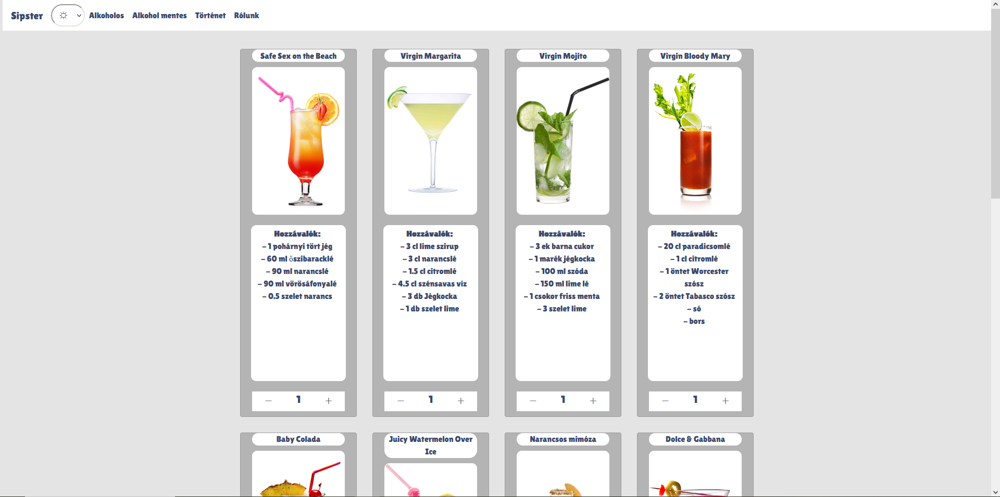 Sipster Alkoholos Alkohol mentes Történet Rólunk
Safe Sex on the Beach
Hozzávalók:
– 1 pohárnyi tört jég
– 60 ml őszibaracklé
– 90 ml narancslé
– 90 ml vörösáfonyalé
– 0.5 szelet narancs
– 1 +
Virgin Margarita
Hozzávalók:
– 3 cl lime szirup
– 3 cl narancslé
– 1.5 cl citromlé
– 4.5 cl szénsavas víz
– 3 db Jégkocka
– 1 db szelet lime
– 1 +
Virgin Mojito
Hozzávalók:
– 3 ek barna cukor
– 1 marék jégkocka
– 100 ml szóda
– 150 ml lime lé
– 1 csokor friss menta
– 3 szelet lime
– 1 +
Virgin Bloody Mary
Hozzávalók:
– 20 cl paradicsomlé
– 1 cl citromlé
– 1 öntet Worcester
szósz
– 2 öntet Tabasco szósz
– só
– bors
– 1 +
Baby Colada
Juicy Watermelon Over
Ice
Narancsos mimóza
Dolce & Gabbana